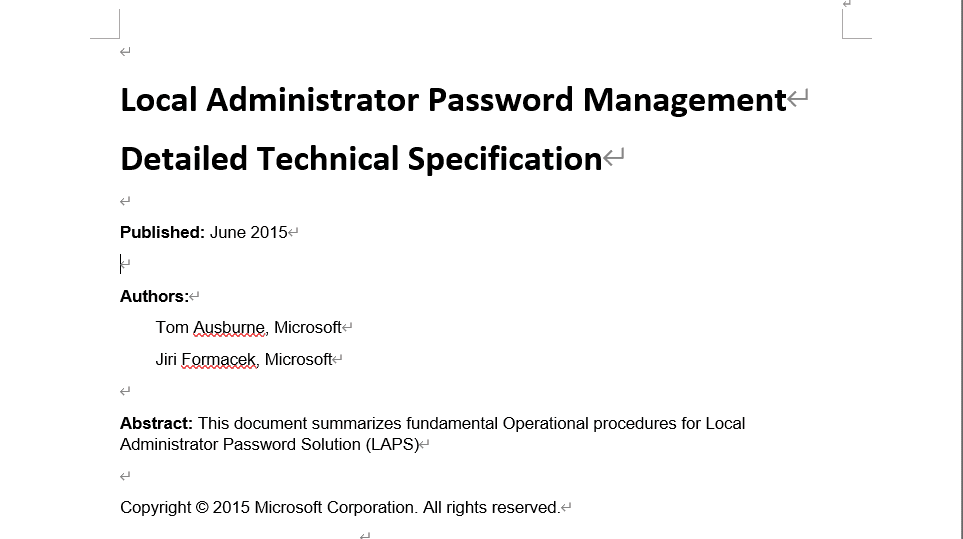 Local Administrator Password Management
Detailed Technical Specification
Published: June 2015
Authors:
Tom Ausburne, Microsoft
Jiri Formacek, Microsoft
Abstract: This document summarizes fundamental Operational procedures for Local
Administrator Password Solution (LAPS)
Copyright © 2015 Microsoft Corporation. All rights reserved.